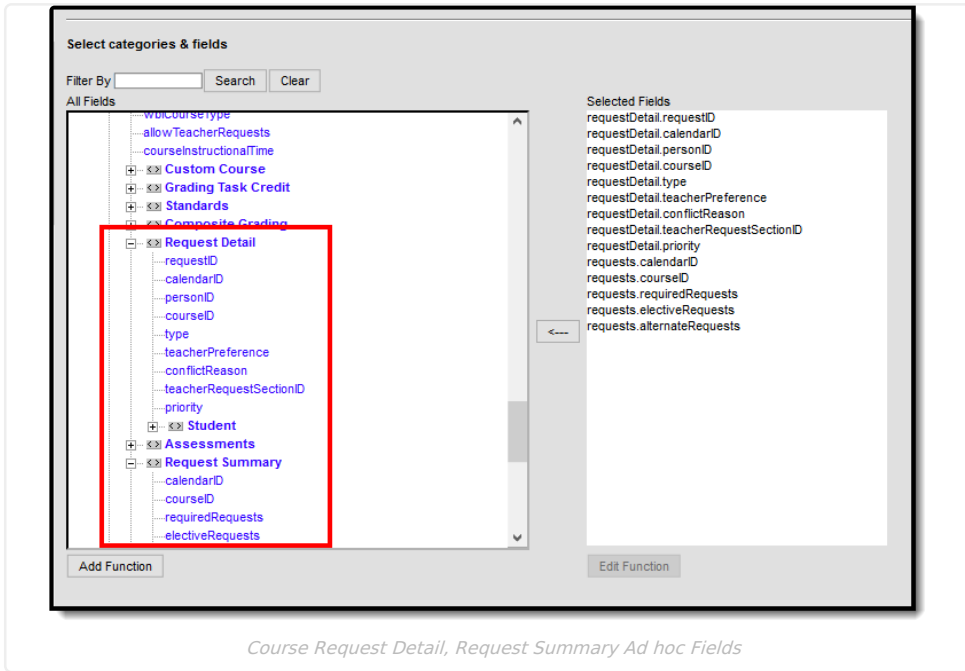 Select categories & fields
Filter By
Search
Clear
All Fields
wblCourseType
allowTeacherRequests
courseInstructionalTime
Custom Course
Grading Task Credit
Standards
Composite Grading
Request Detail
requestID
calendarID
personID
courseID
type
teacherPreference
conflictReason
teacherRequestSectionID
priority
Student
Assessments
Request Summary
calendarID
courseID
requiredRequests
electiveRequests
Add Function
<---
Selected Fields
requestDetail.requestID
requestDetail.calendarID
requestDetail.personID
requestDetail.courseID
requestDetail.type
requestDetail.teacherPreference
requestDetail.conflictReason
requestDetail.teacherRequestSectionID
requestDetail.priority
requests.calendarID
requests.courseID
requests.requiredRequests
requests.electiveRequests
requests.alternateRequests
Edit Function
Course Request Detail, Request Summary Ad hoc Fields